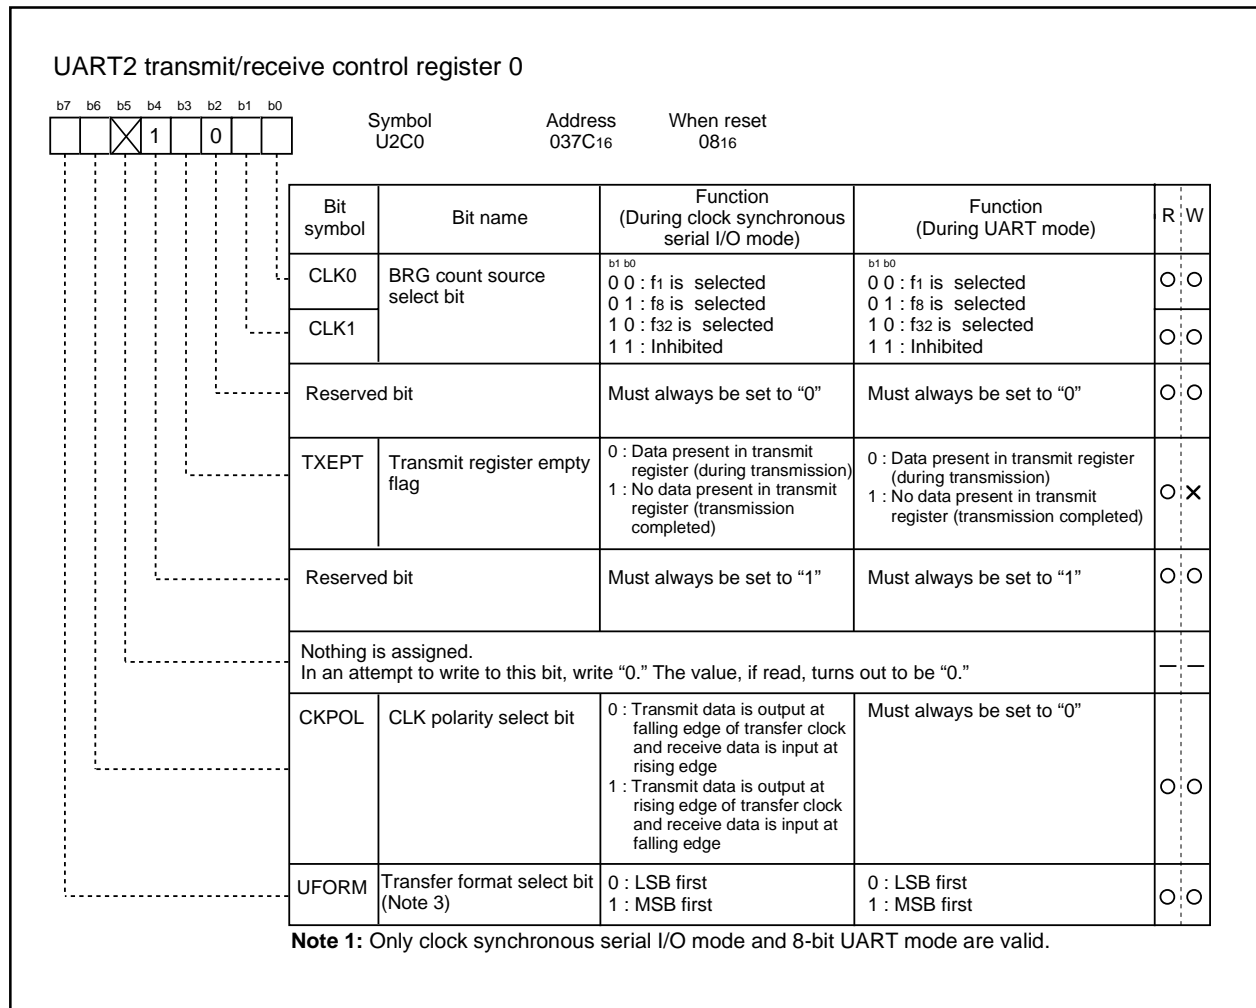 UART2 transmit/receive control register 0
b7 b6 b5 b4 b3 b2 b1 b0
1 0
Symbol Address When reset
U2C0 037C16 0816
Bit symbol
Bit name
Function
(During clock synchronous
serial I/O mode)
Function
(During UART mode)
R W
CLK0
CLK1
BRG count source
select bit
b1 b0
0 0 : f1 is selected
0 1 : f8 is selected
1 0 : f32 is selected
1 1 : Inhibited
b1 b0
0 0 : f1 is selected
0 1 : f8 is selected
1 0 : f32 is selected
1 1 : Inhibited
Reserved bit
Must always be set to “0”
Must always be set to “0”
TXEPT
Transmit register empty
flag
0 : Data present in transmit
register (during transmission)
1 : No data present in transmit
register (transmission
completed)
0 : Data present in transmit register
(during transmission)
1 : No data present in transmit
register (transmission completed)
Reserved bit
Must always be set to “1”
Must always be set to “1”
Nothing is assigned.
In an attempt to write to this bit, write “0.” The value, if read, turns out to be “0.”
CKPOL
CLK polarity select bit
0 : Transmit data is output at
falling edge of transfer clock
and receive data is input at
rising edge
1 : Transmit data is output at
rising edge of transfer clock
and receive data is input at
falling edge
Must always be set to “0”
UFORM
Transfer format select bit
(Note 3)
0 : LSB first
1 : MSB first
0 : LSB first
1 : MSB first
Note 1: Only clock synchronous serial I/O mode and 8-bit UART mode are valid.